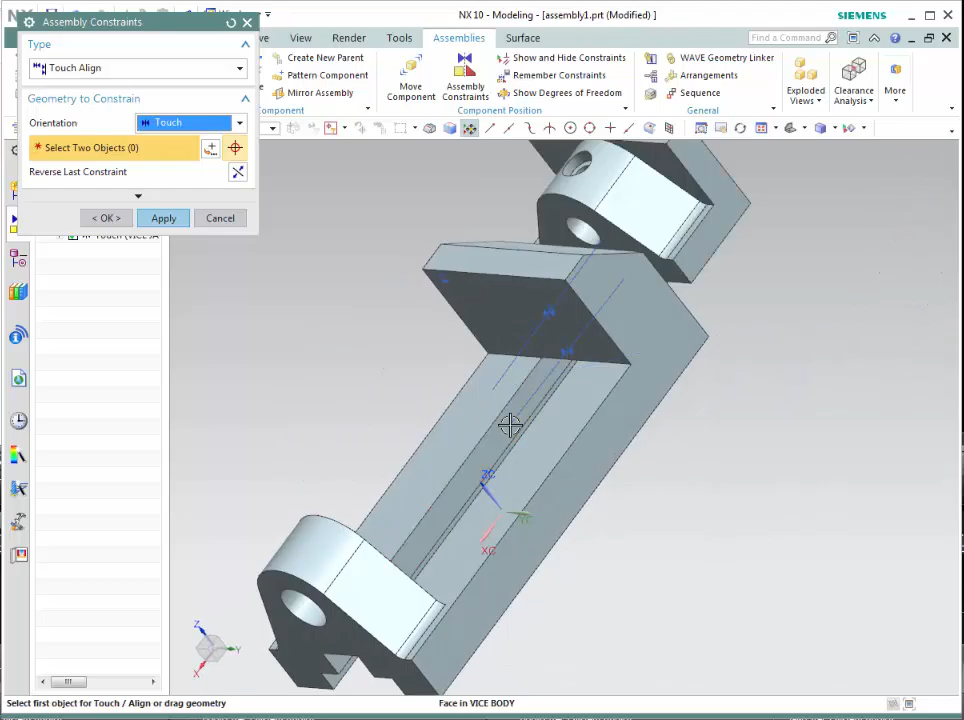 NX 10 - Modeling - [assembly1.prt (Modified) ]
SIEMENS
Assembly Constraints
View
Render
Tools
Assemblies
Surface
Find a Command
Type
Touch Align
Geometry to Constrain
Orientation
Touch
* Select Two Objects (0)
Reverse Last Constraint
< OK >
Apply
Cancel
Create New Parent
Pattern Component
Mirror Assembly
Component
Move Component
Assembly Constraints
Show and Hide Constraints
Remember Constraints
Show Degrees of Freedom
Component Position
WAVE Geometry Linker
Arrangements
Sequence
General
Exploded Views
Clearance Analysis
More
ZC
XC
Z
Y
X
Select first object for Touch / Align or drag geometry
Face in VICE BODY